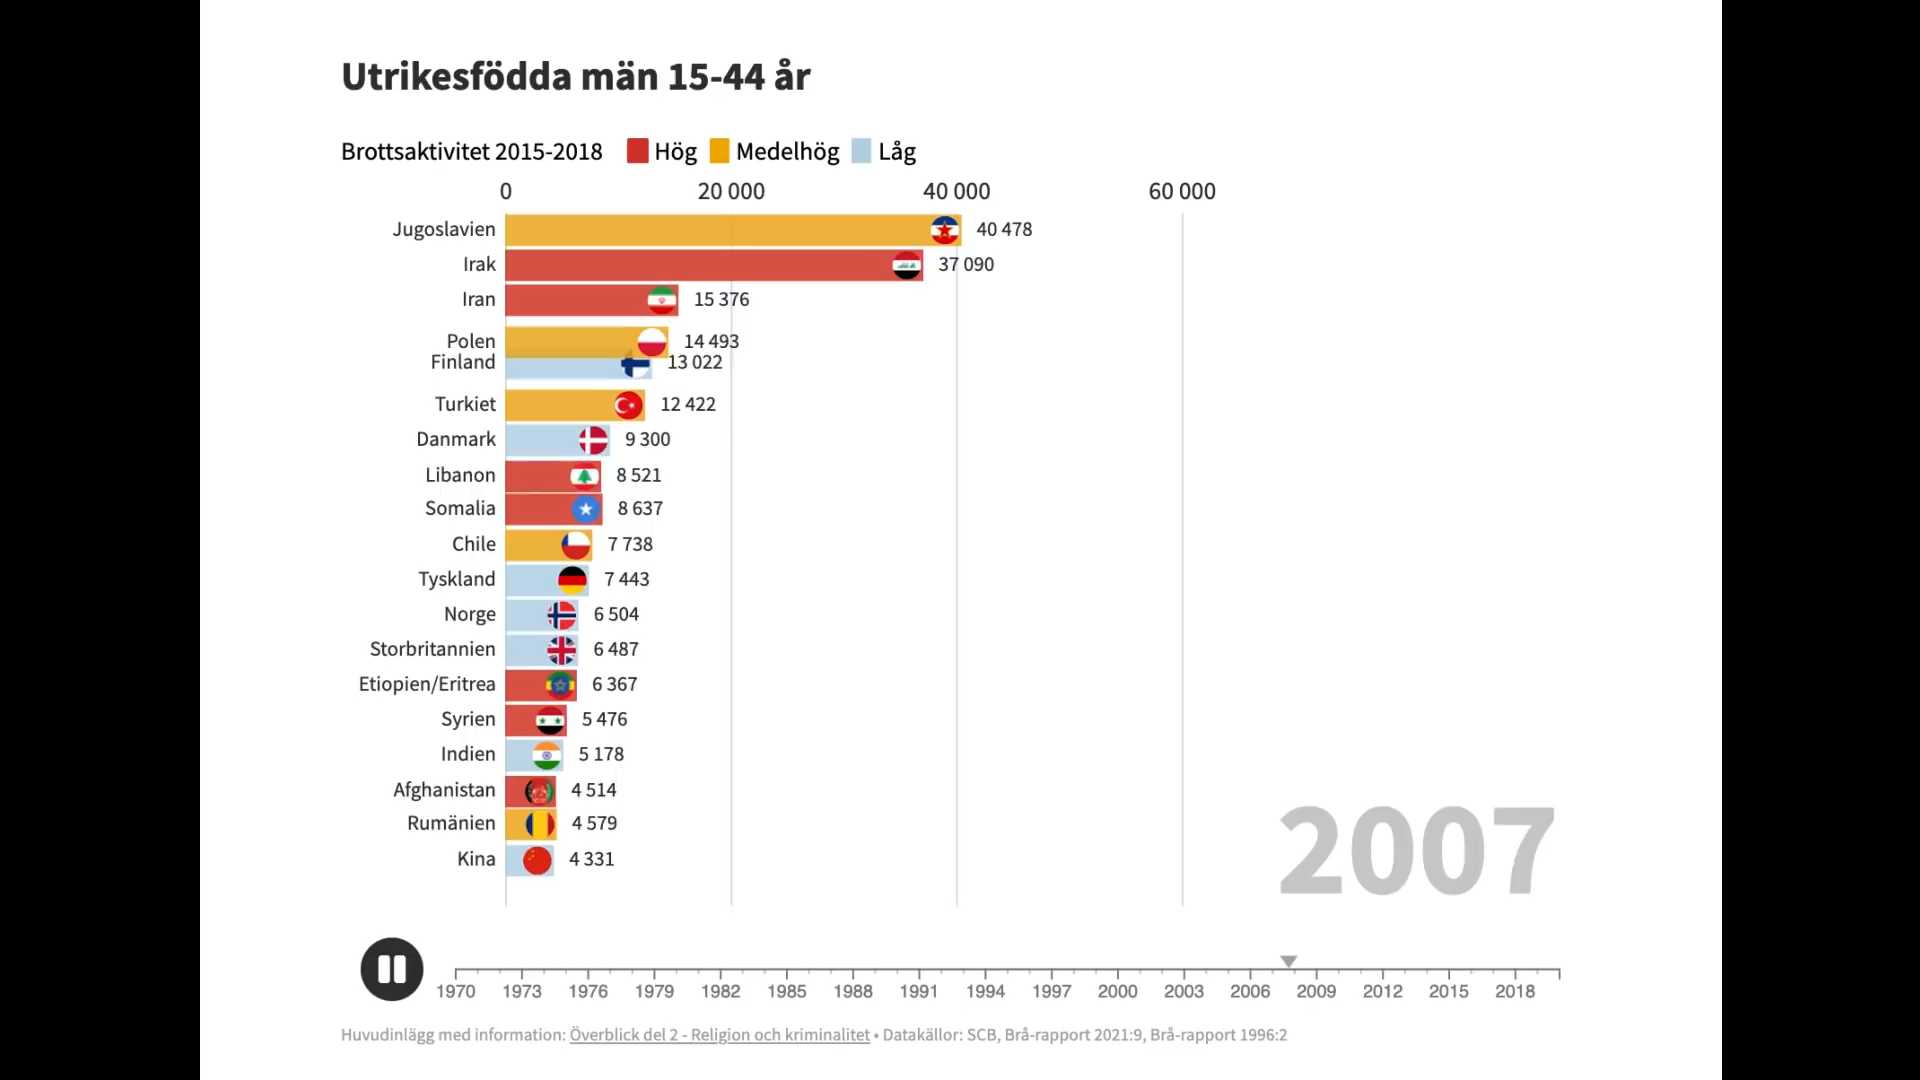 Utrikesfödda män 15-44 år
Brottsaktivitet 2015-2018 Hög Medelhög Låg
0 20 000 40 000 60 000
Jugoslavien 40 478
Irak 37 090
Iran 15 376
Polen 14 493
Finland 13 022
Turkiet 12 422
Danmark 9 300
Libanon 8 521
Somalia 8 637
Chile 7 738
Tyskland 7 443
Norge 6 504
Storbritannien 6 487
Etiopien/Eritrea 6 367
Syrien 5 476
Indien 5 178
Afghanistan 4 514
Rumänien 4 579
Kina 4 331
2007
1970 1973 1976 1979 1982 1985 1988 1991 1994 1997 2000 2003 2006 2009 2012 2015 2018
Huvudinlägg med information: Överblick del 2 - Religion och kriminalitet • Datakällor: SCB, Brå-rapport 2021:9, Brå-rapport 1996:2